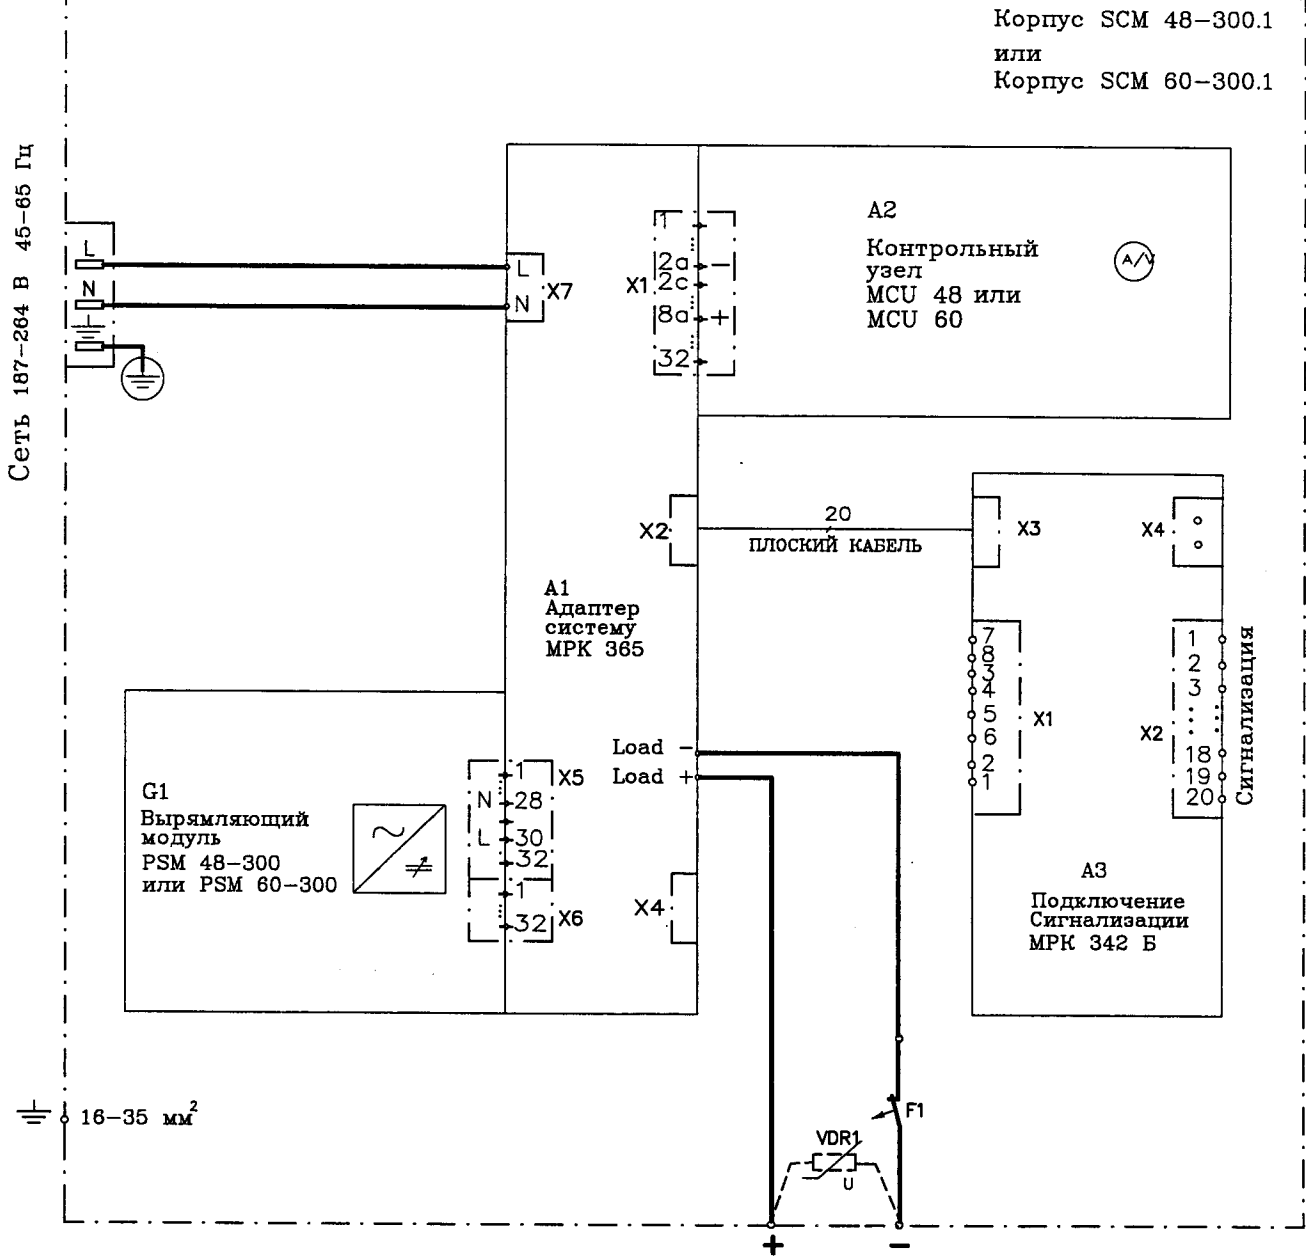 Корпус SCM 48-300.1
или
Корпус SCM 60-300.1
Сеть 187-264 В 45-65 Гц
L
N
L
N
X7
X1
1
2a
2c
8a
32
−
+
A2
Контрольный
узел
MCU 48 или
MCU 60
A/V
X2
20
ПЛОСКИЙ КАБЕЛЬ
X3
X4
A1
Адаптер
систему
МРК 365
7
8
3
4
5
6
2
1
X1
1
2
3
18
19
20
X2
Сигнализация
Load −
Load +
G1
Вырямляющий
модуль
PSM 48-300
или PSM 60-300
1
N 28
L 30
32
X5
1
32
X6
X4
A3
Подключение
Сигнализации
МРК 342 Б
16-35 мм²
F1
VDR1
U
+
−